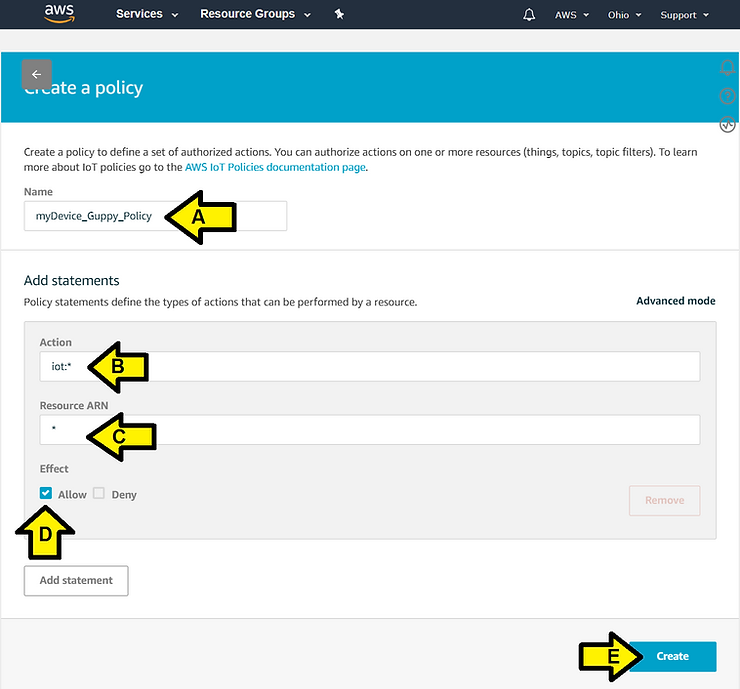 aws Services Resource Groups AWS Ohio Support
Create a policy
Create a policy to define a set of authorized actions. You can authorize actions on one or more resources (things, topics, topic filters). To learn
more about IoT policies go to the AWS IoT Policies documentation page.
Name
myDevice_Guppy_Policy A
Add statements
Policy statements define the types of actions that can be performed by a resource. Advanced mode
Action
iot:* B
Resource ARN
* C
Effect
Allow Deny
Remove
D
Add statement
E Create